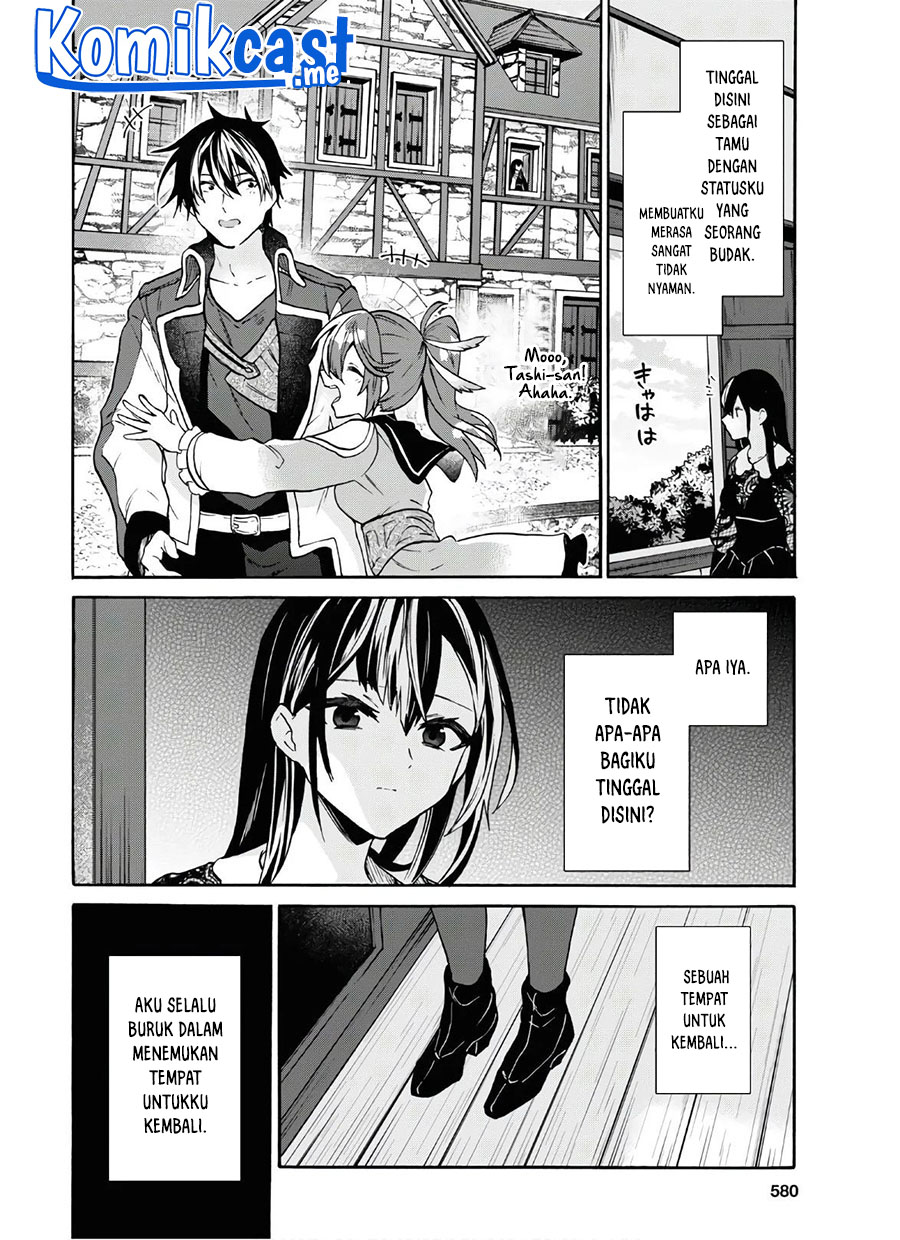 Komikcast
.me
TINGGAL
DISINI
SEBAGAI
TAMU
DENGAN
STATUSKU
YANG
SEORANG
BUDAK.
MEMBUATKU
MERASA
SANGAT
TIDAK
NYAMAN.
きゃはは
Mooo,
Tashi-san!
Ahaha.
APA IYA.
TIDAK
APA-APA
BAGIKU
TINGGAL
DISINI?
SEBUAH
TEMPAT
UNTUK
KEMBALI...
AKU SELALU
BURUK DALAM
MENEMUKAN
TEMPAT
UNTUKKU
KEMBALI.
580